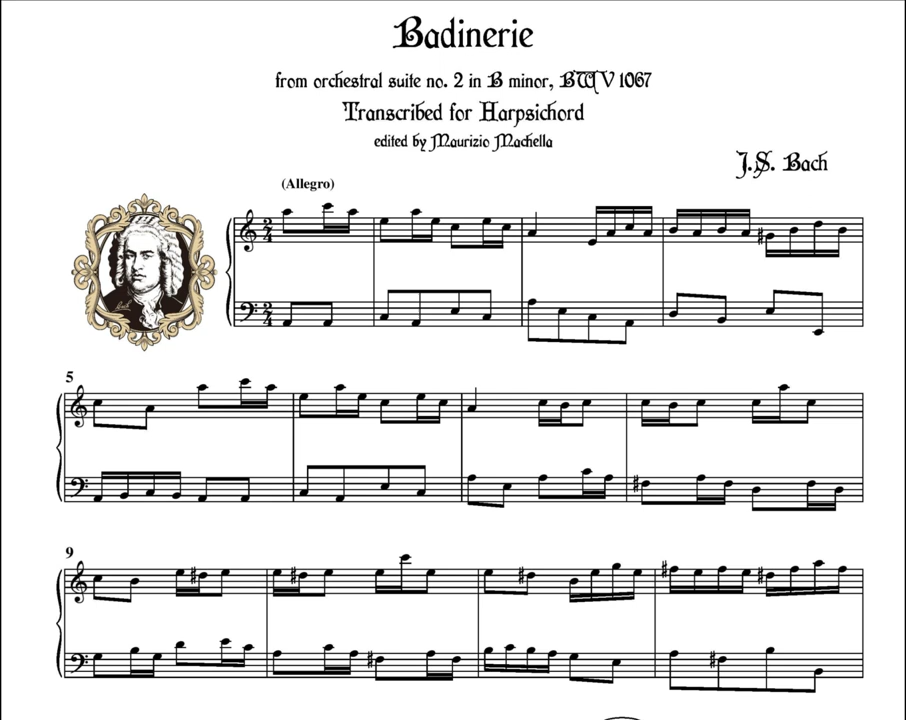 Badinerie
from orchestral suite no. 2 in B minor, BWV 1067
Transcribed for Harpsichord
edited by Maurizio Machella
J.S. Bach
(Allegro)
2
4
2
4
5
9